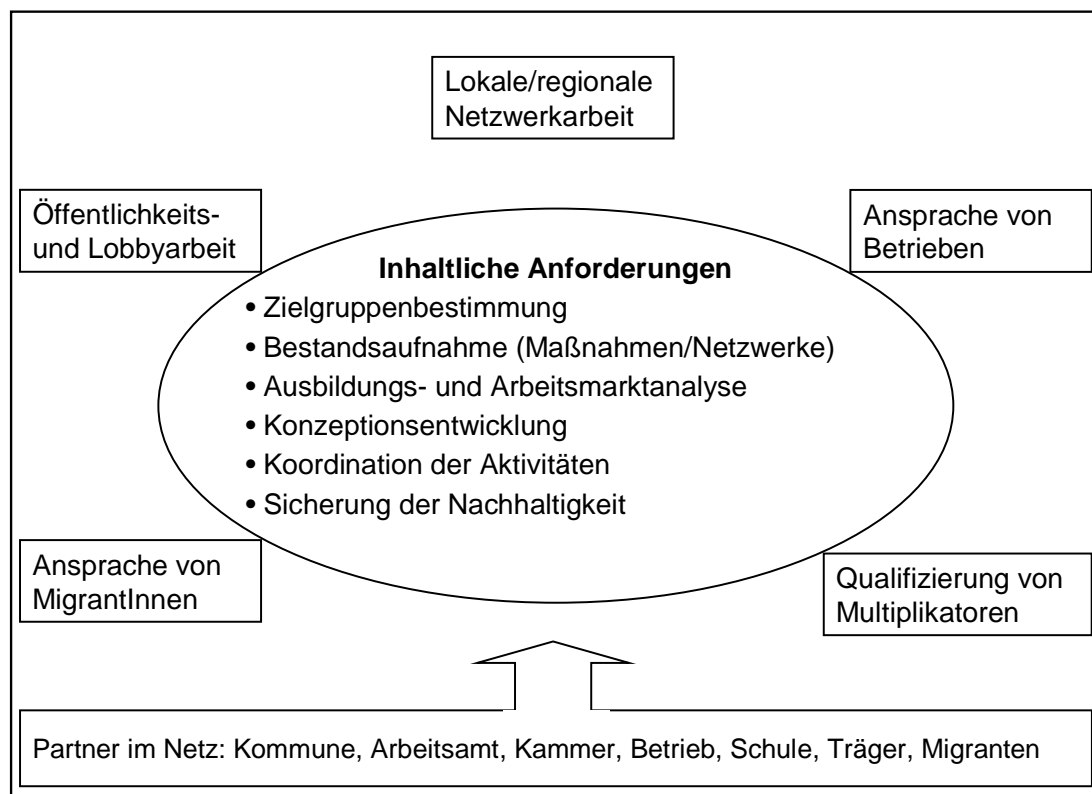 Lokale/regionale
Netzwerkarbeit
Öffentlichkeits-
und Lobbyarbeit
Ansprache von
Betrieben
Inhaltliche Anforderungen
• Zielgruppenbestimmung
• Bestandsaufnahme (Maßnahmen/Netzwerke)
• Ausbildungs- und Arbeitsmarktanalyse
• Konzeptionsentwicklung
• Koordination der Aktivitäten
• Sicherung der Nachhaltigkeit
Ansprache von
MigrantInnen
Qualifizierung von
Multiplikatoren
Partner im Netz: Kommune, Arbeitsamt, Kammer, Betrieb, Schule, Träger, Migranten